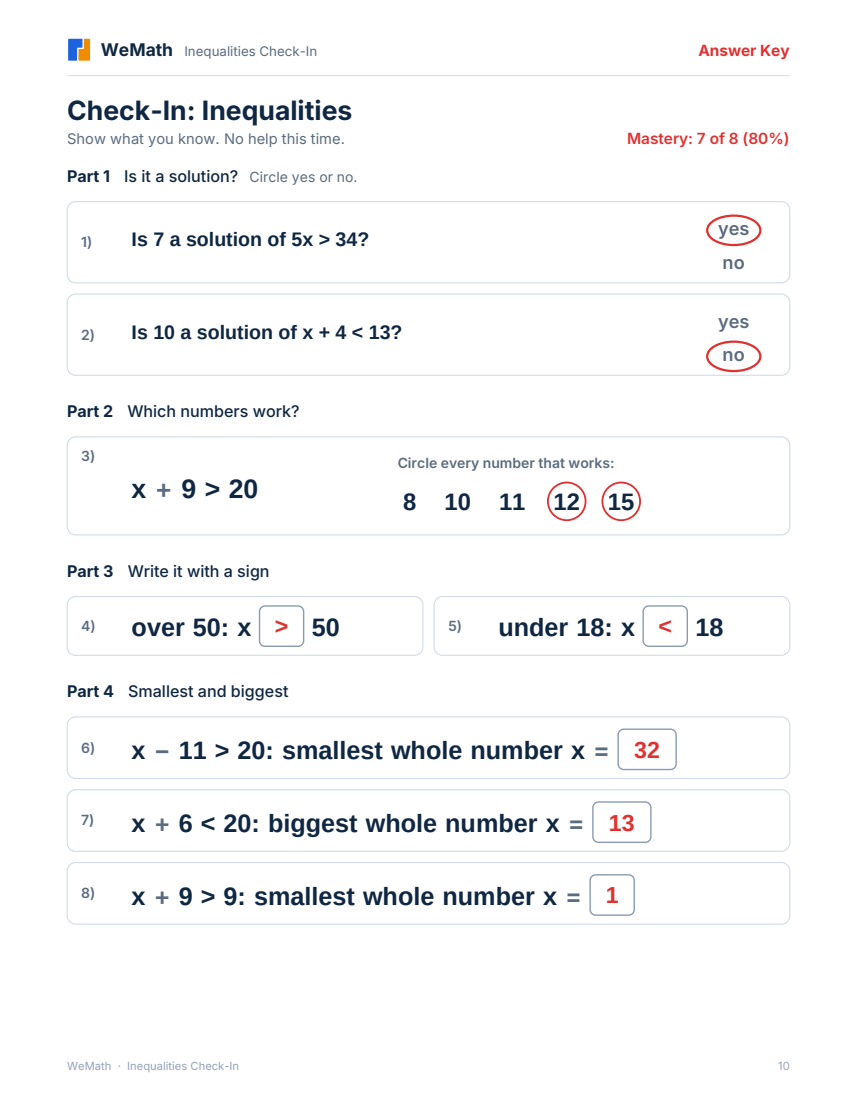 WeMath Inequalities Check-In Answer Key
Check-In: Inequalities
Show what you know. No help this time. Mastery: 7 of 8 (80%)
Part 1 Is it a solution? Circle yes or no.
1) Is 7 a solution of 5x > 34? yes
no
2) Is 10 a solution of x + 4 < 13? yes
no
Part 2 Which numbers work?
3) Circle every number that works:
x + 9 > 20 8 10 11 12 15
Part 3 Write it with a sign
4) over 50: x > 50 5) under 18: x < 18
Part 4 Smallest and biggest
6) x – 11 > 20: smallest whole number x = 32
7) x + 6 < 20: biggest whole number x = 13
8) x + 9 > 9: smallest whole number x = 1
WeMath · Inequalities Check-In 10